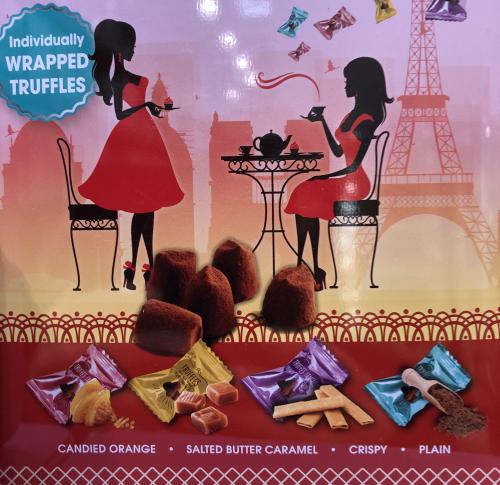 Individually
WRAPPED
TRUFFLES
CANDIED ORANGE • SALTED BUTTER CARAMEL • CRISPY • PLAIN